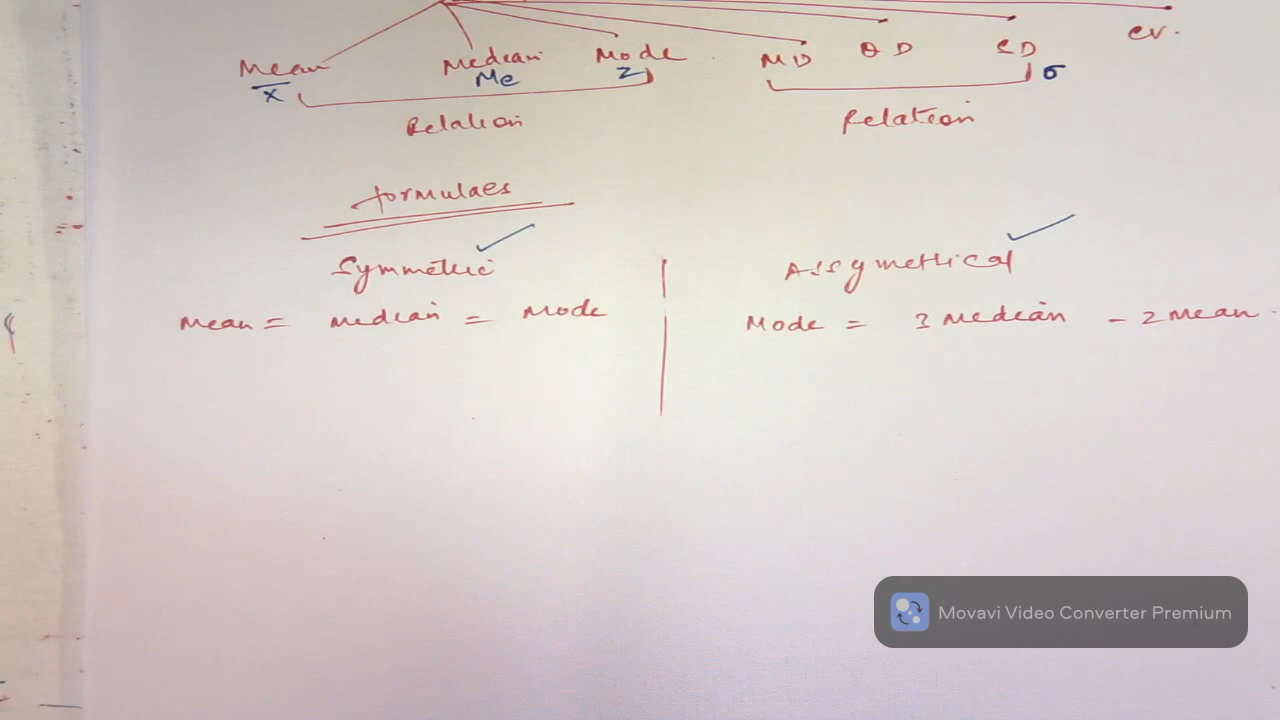 Mean Median Mode MD QD SD CV.
x̄ Me Z σ
Relation Relation
formulaes
Symmetric Assymethical
Mean = Median = Mode Mode = 3 Median - 2 Mean.
Movavi Video Converter Premium